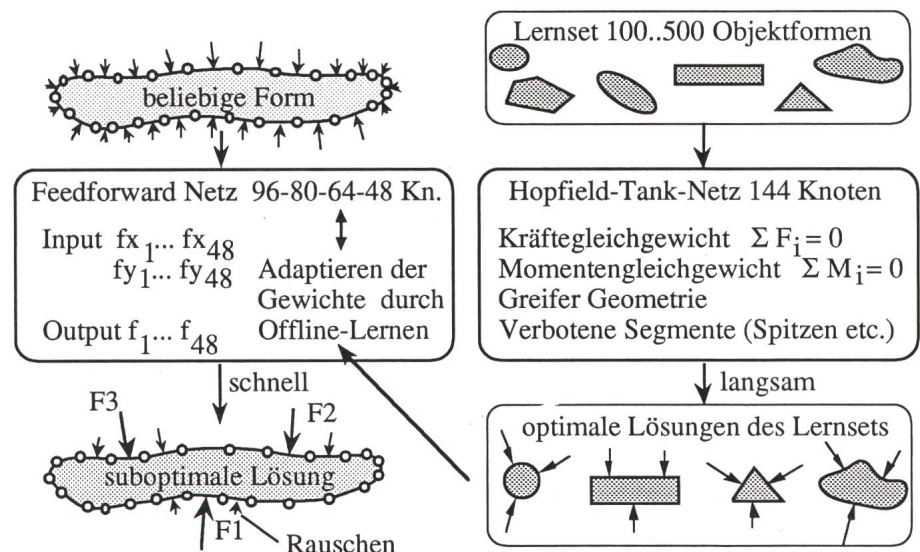 beliebige Form
Feedforward Netz 96-80-64-48 Kn.
Input fx1... fx48
fy1... fy48
Adaptieren der
Gewichte durch
Output f1... f48 Offline-Lernen
schnell
F3
F2
suboptimale Lösung
F1
Rauschen
Lernset 100..500 Objektformen
Hopfield-Tank-Netz 144 Knoten
Kräftegleichgewicht Σ Fi = 0
Momentengleichgewicht Σ Mi = 0
Greifer Geometrie
Verbotene Segmente (Spitzen etc.)
langsam
optimale Lösungen des Lernsets